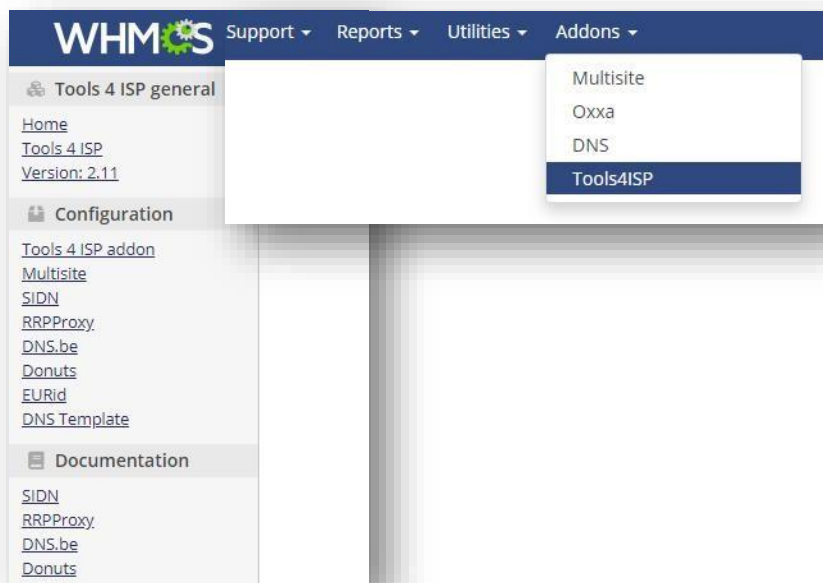 WHMCS Support Reports Utilities Addons
Multisite
Oxxa
DNS
Tools4ISP
Tools 4 ISP general
Home
Tools 4 ISP
Version: 2.11
Configuration
Tools 4 ISP addon
Multisite
SIDN
RRPProxy
DNS.be
Donuts
EURid
DNS Template
Documentation
SIDN
RRPProxy
DNS.be
Donuts